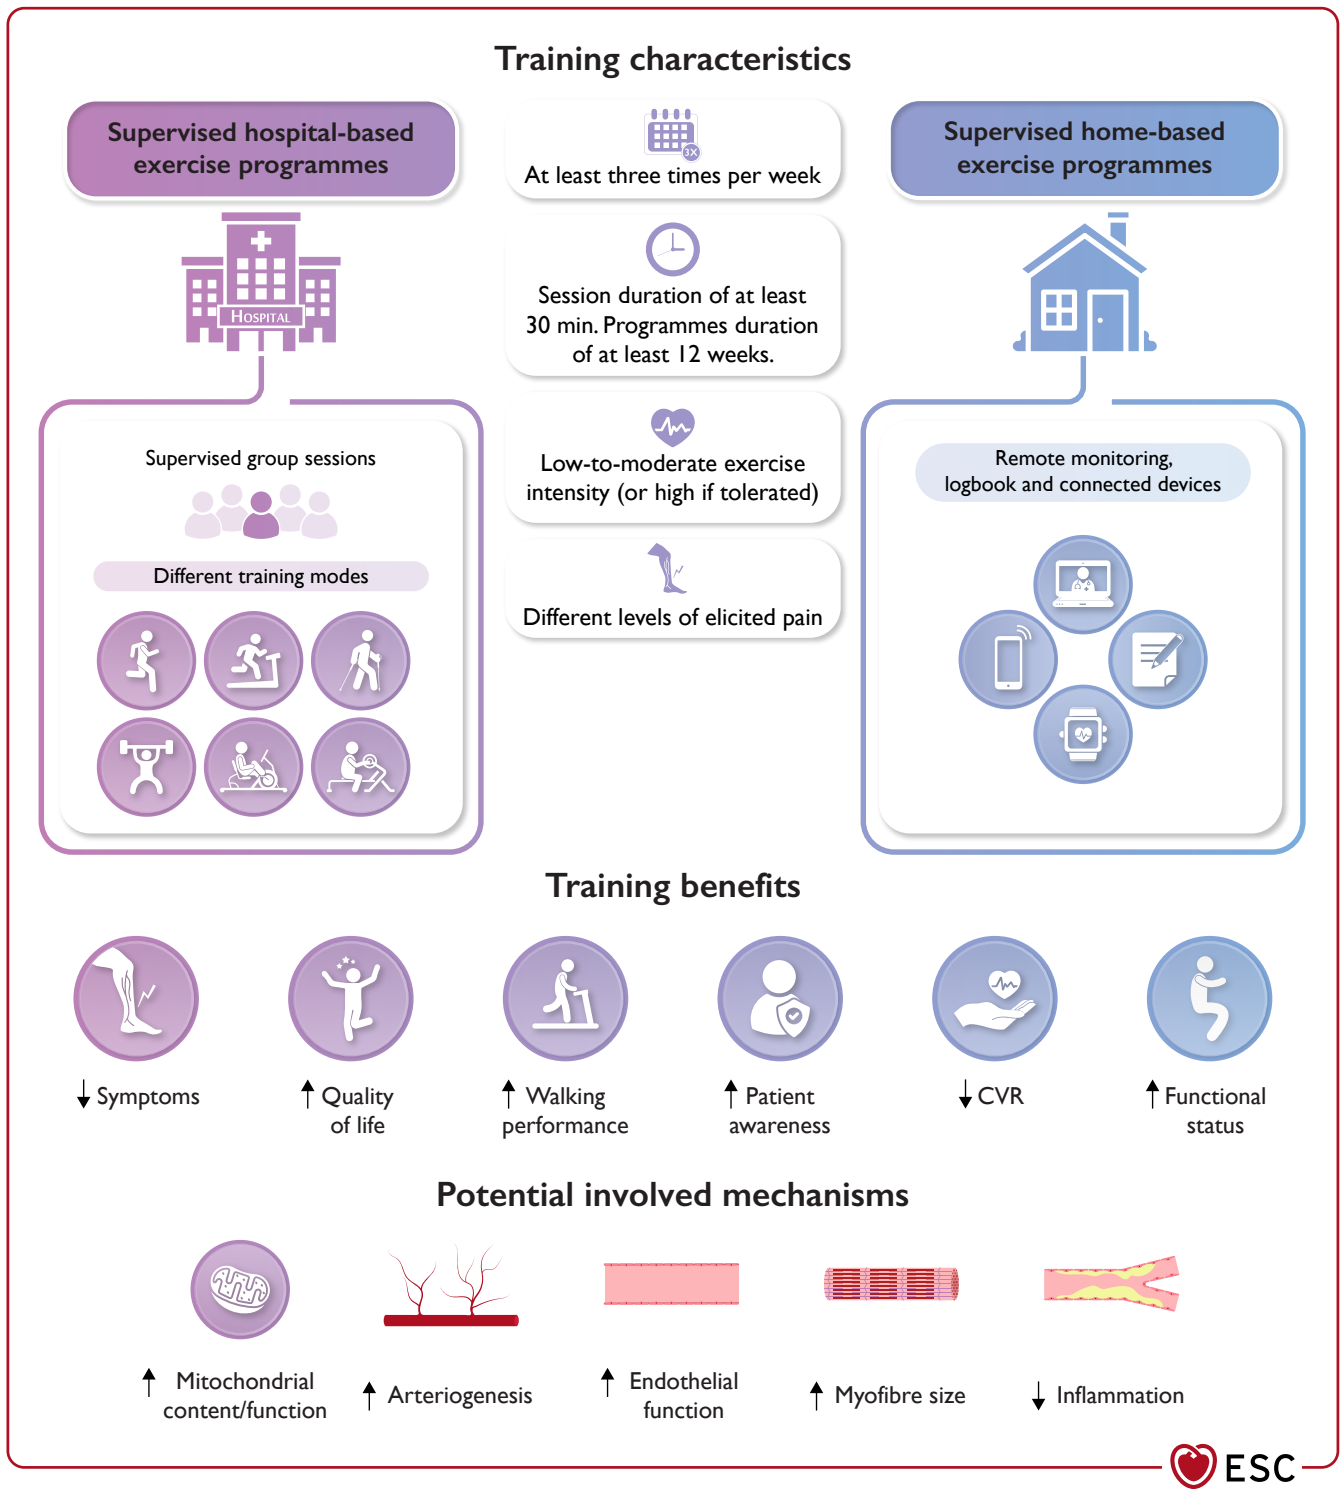 Training characteristics
Supervised hospital-based
exercise programmes
HOSPITAL
Supervised group sessions
Different training modes
3X
At least three times per week
Session duration of at least
30 min. Programmes duration
of at least 12 weeks.
Low-to-moderate exercise
intensity (or high if tolerated)
Different levels of elicited pain
Supervised home-based
exercise programmes
Remote monitoring,
logbook and connected devices
Training benefits
Symptoms
Quality
of life
Walking
performance
Patient
awareness
CVR
Functional
status
Potential involved mechanisms
Mitochondrial
content/function
Arteriogenesis
Endothelial
function
Myofibre size
Inflammation
ESC